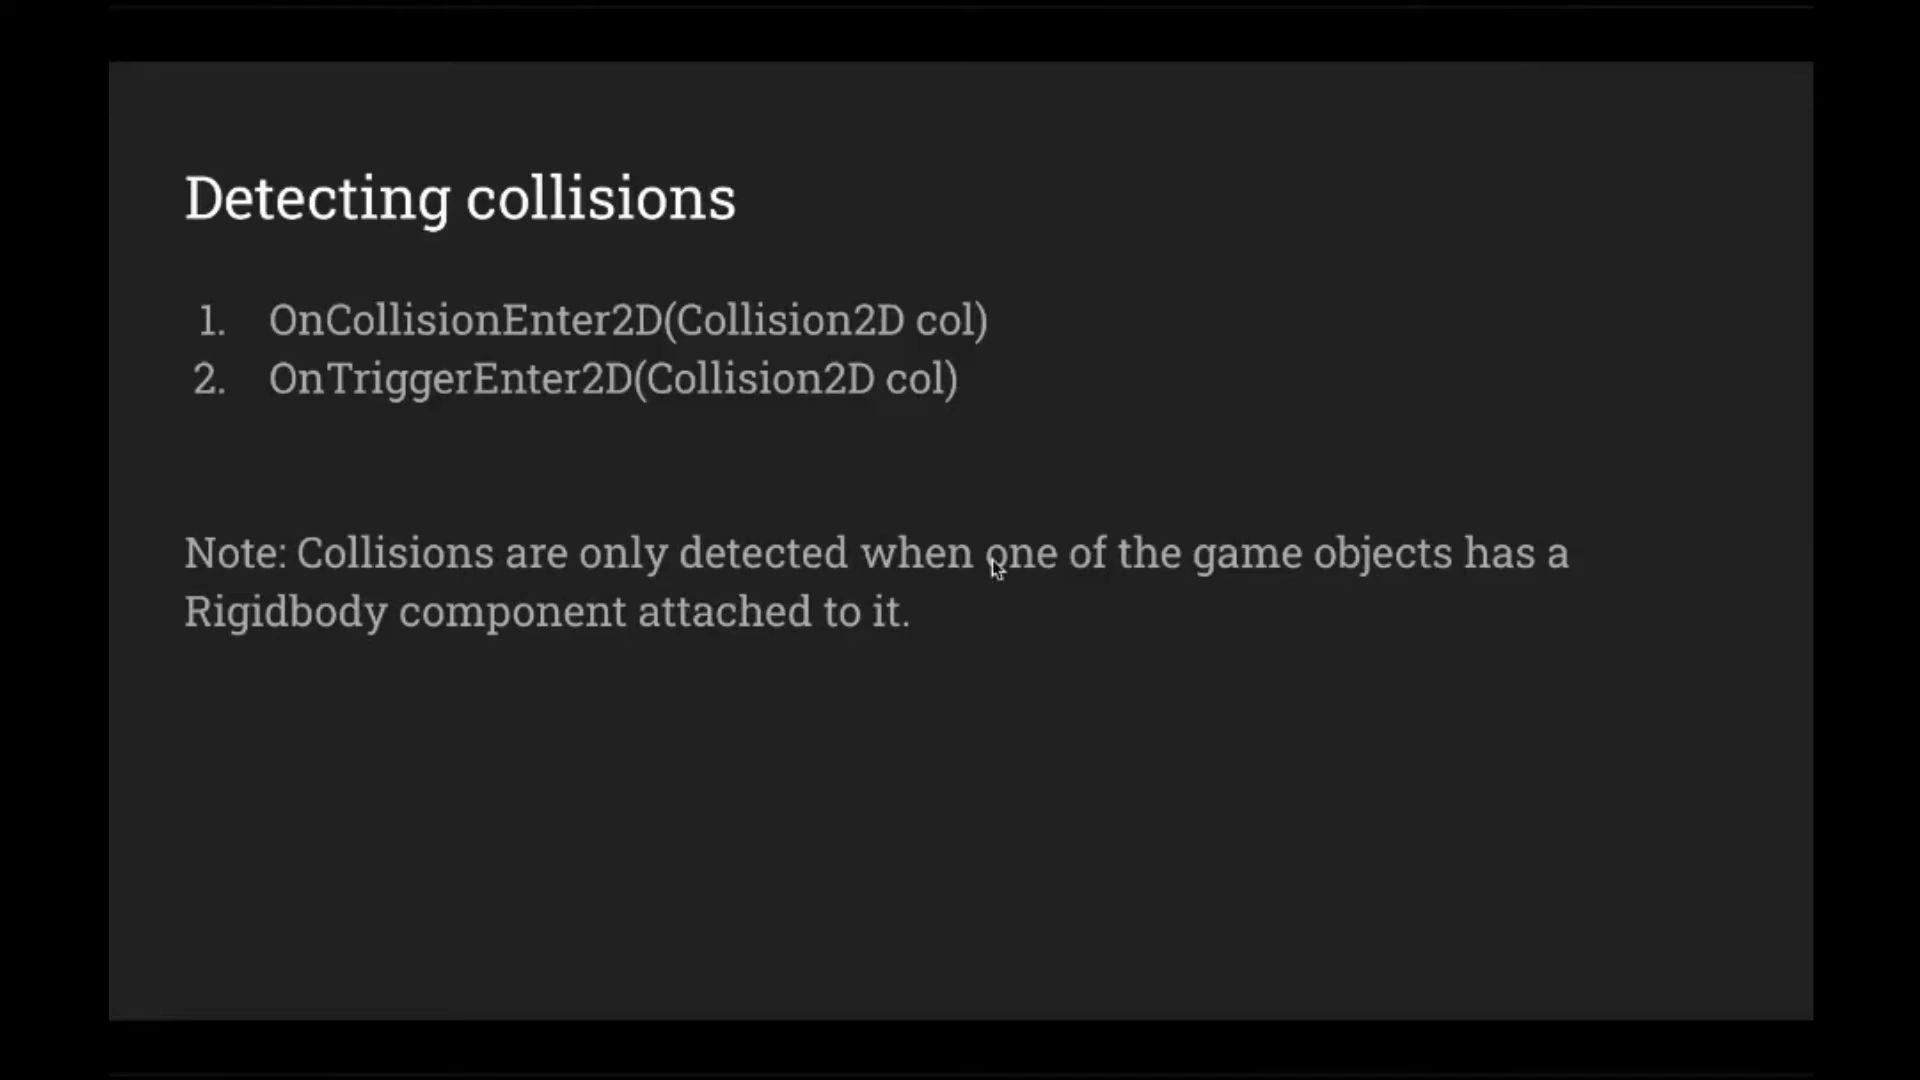 Detecting collisions
1. OnCollisionEnter2D(Collision2D col)
2. OnTriggerEnter2D(Collision2D col)
Note: Collisions are only detected when one of the game objects has a
Rigidbody component attached to it.